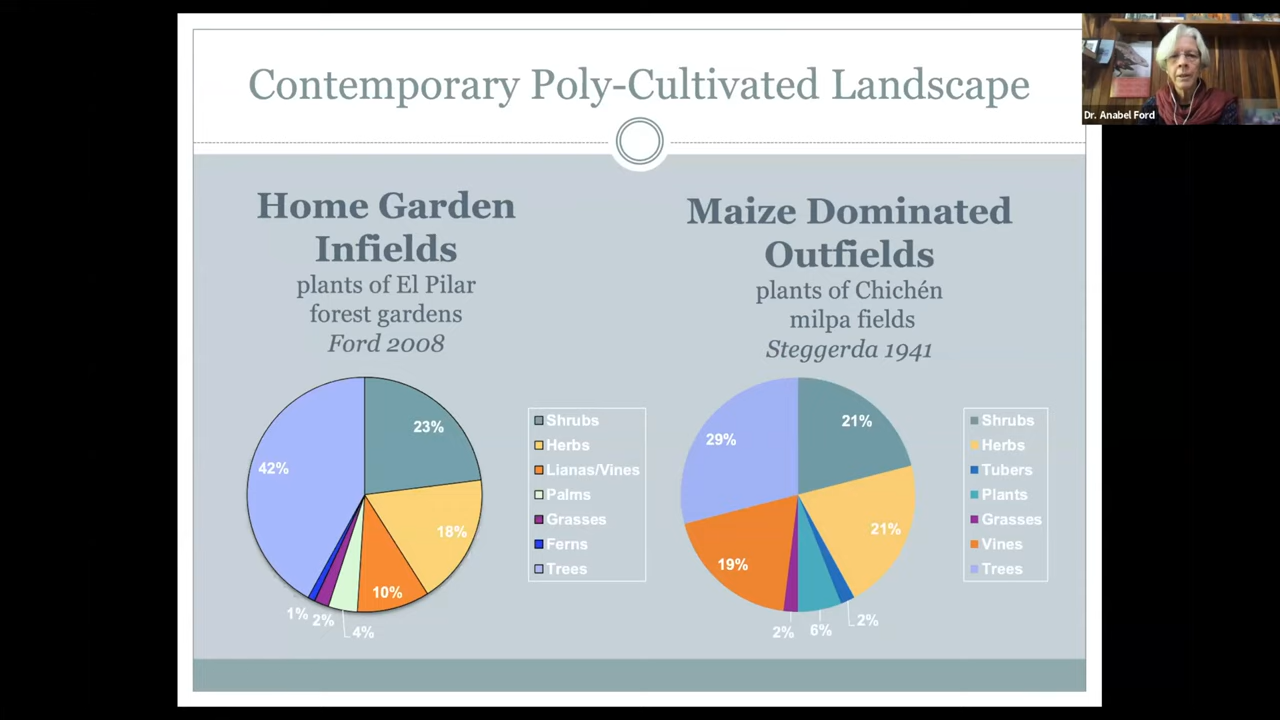 Contemporary Poly-Cultivated Landscape
Dr. Anabel Ford
Home Garden
Infields
plants of El Pilar
forest gardens
Ford 2008
42%
23%
18%
10%
1%
2%
4%
Shrubs
Herbs
Lianas/Vines
Palms
Grasses
Ferns
Trees
Maize Dominated
Outfields
plants of Chichén
milpa fields
Steggerda 1941
29%
21%
21%
19%
2%
6%
2%
Shrubs
Herbs
Tubers
Plants
Grasses
Vines
Trees